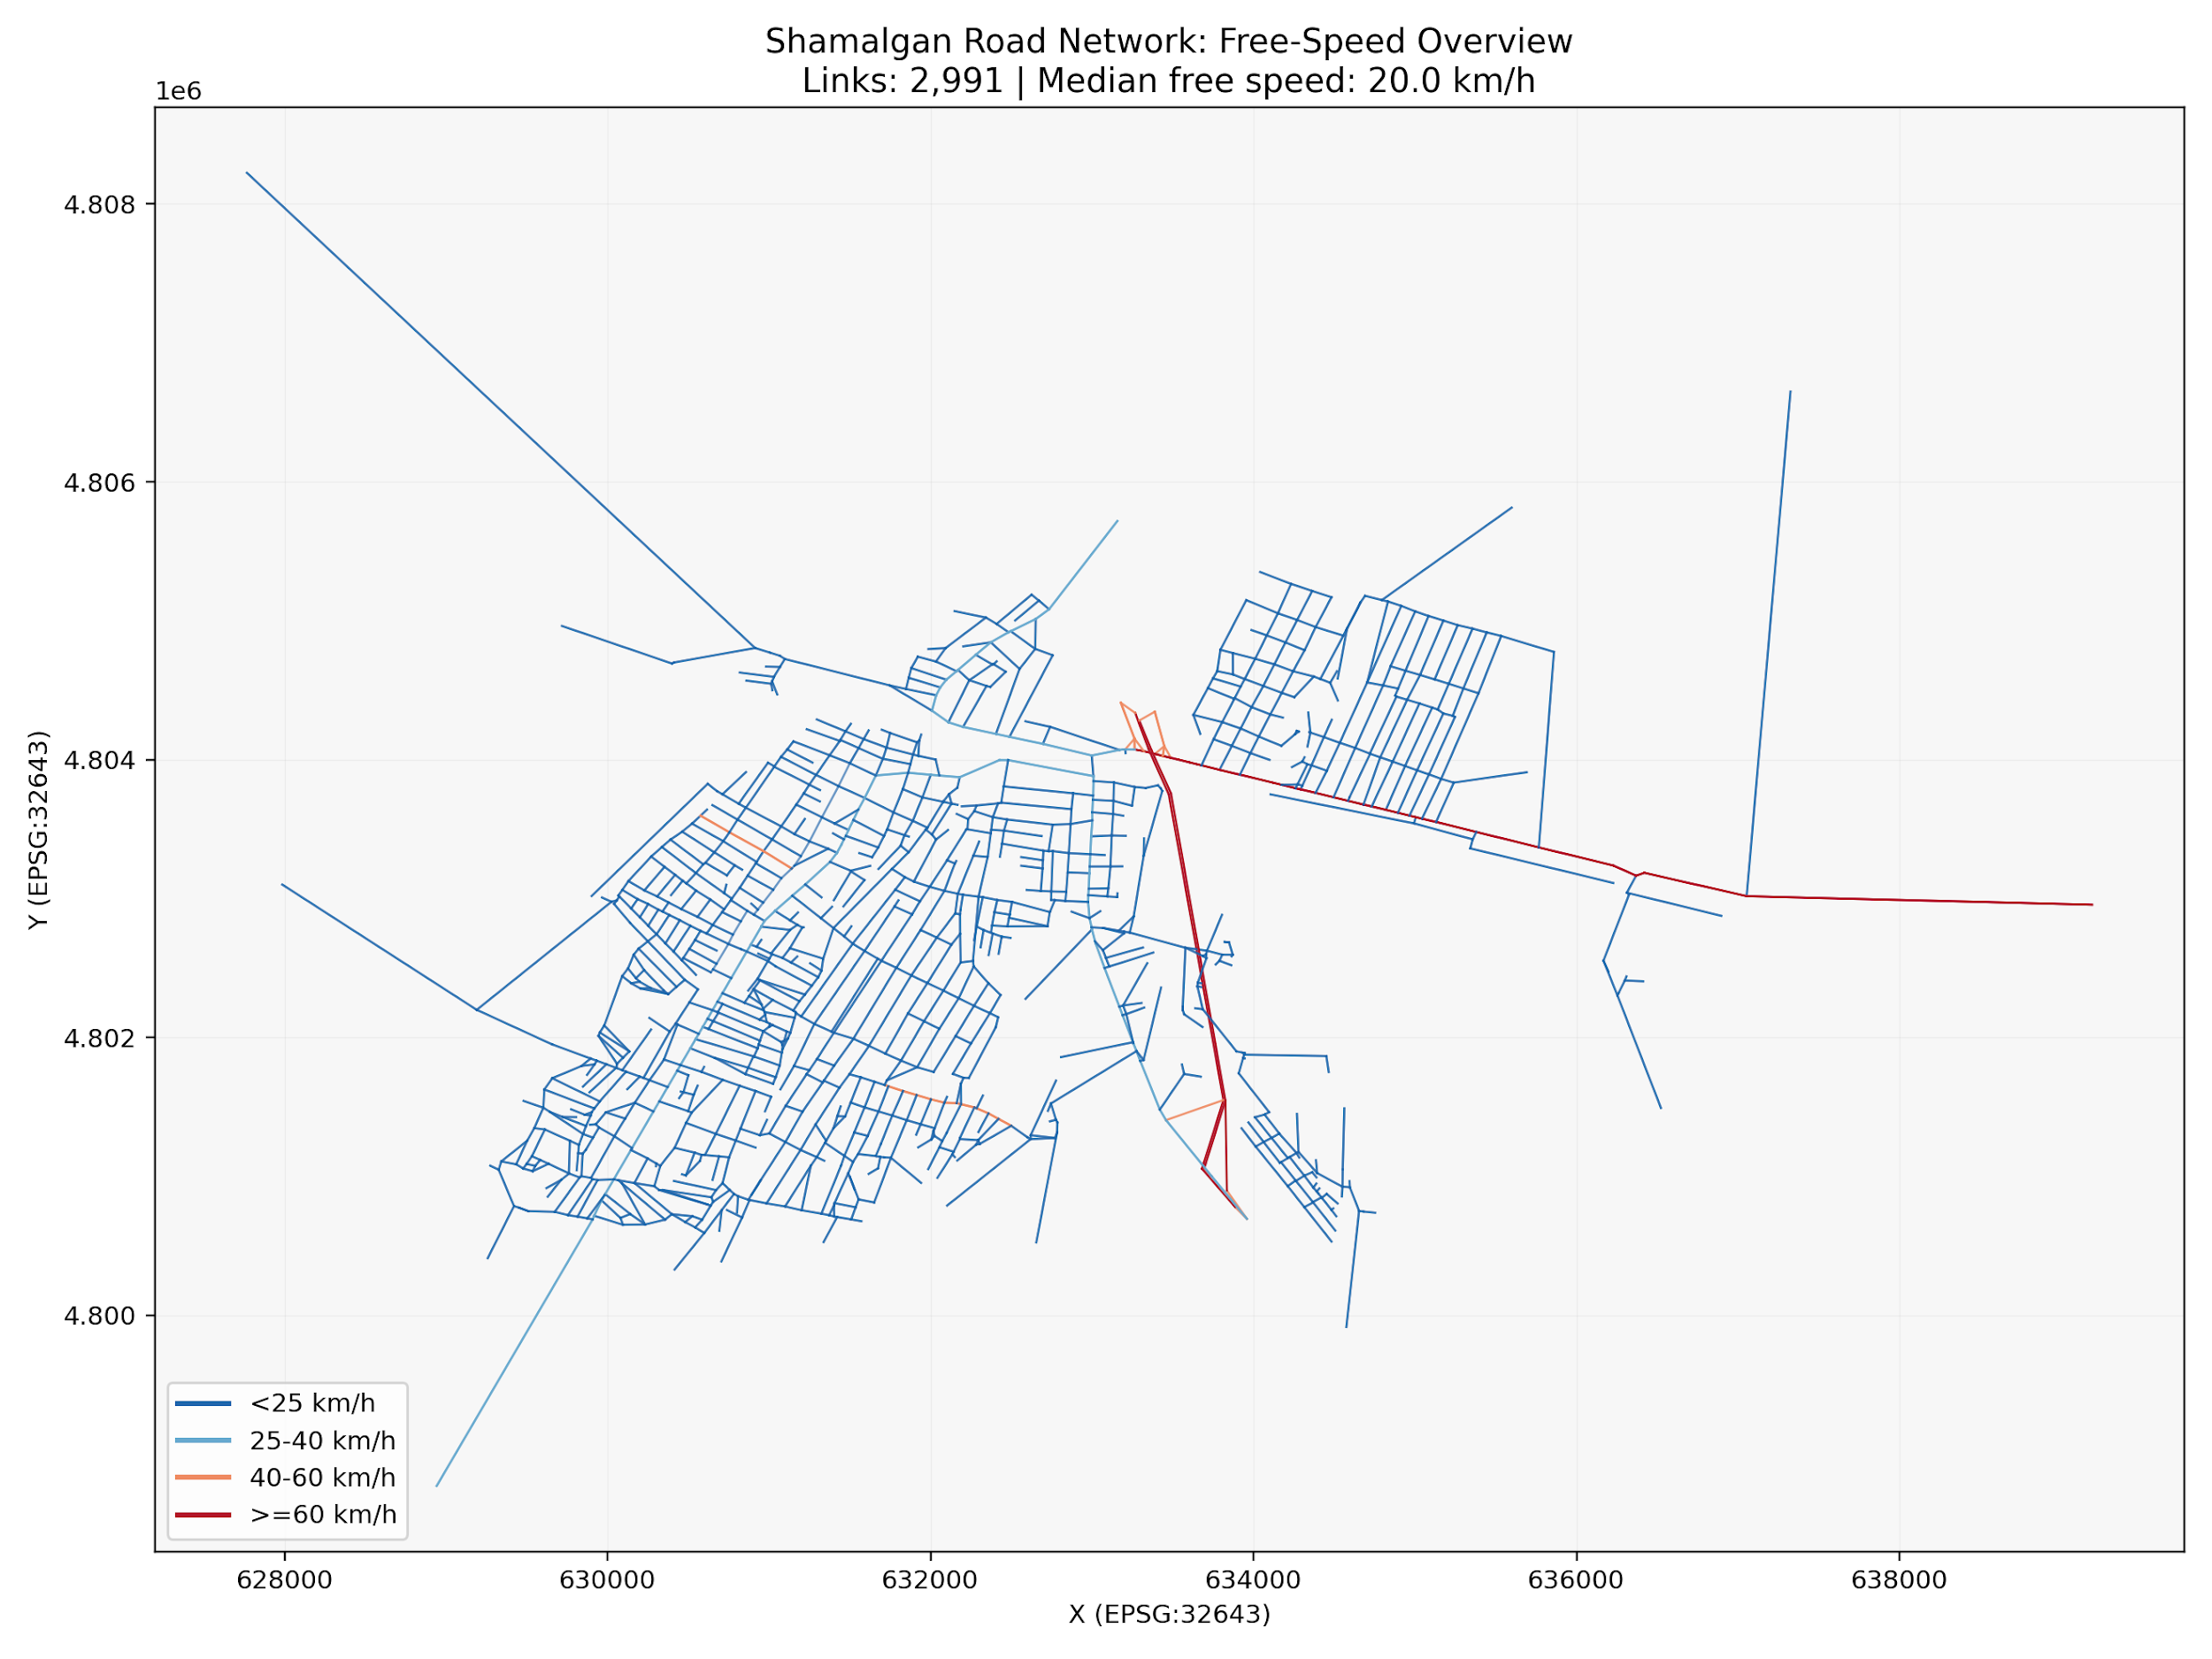 Shamalgan Road Network: Free-Speed Overview
Links: 2,991 | Median free speed: 20.0 km/h
1e6
4.808
4.806
4.804
4.802
4.800
Y (EPSG:32643)
<25 km/h
25-40 km/h
40-60 km/h
>=60 km/h
628000 630000 632000 634000 636000 638000
X (EPSG:32643)